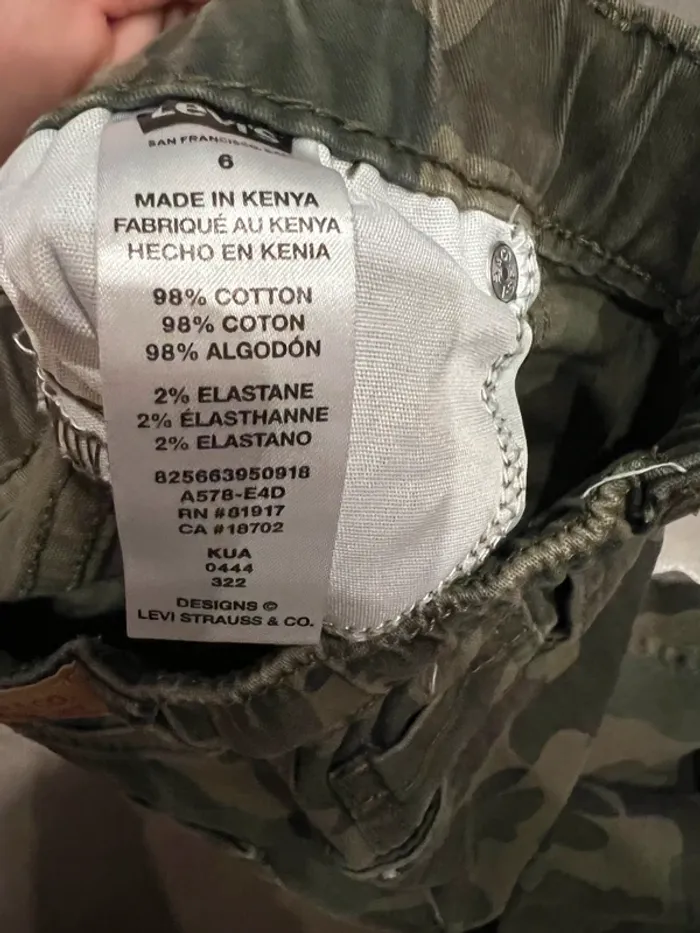 Levi's
SAN FRANCISCO
6
MADE IN KENYA
FABRIQUÉ AU KENYA
HECHO EN KENIA
98% COTTON
98% COTON
98% ALGODÓN
2% ELASTANE
2% ÉLASTHANNE
2% ELASTANO
825663950918
A578-E4D
RN #81917
CA #18702
KUA
0444
322
DESIGNS ©
LEVI STRAUSS & CO.